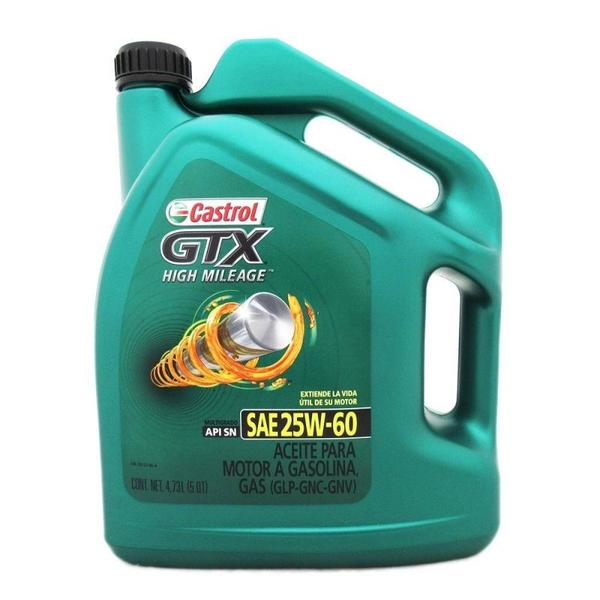 Castrol
GTX
HIGH MILEAGE™
EXTIENDE LA VIDA
ÚTIL DE SU MOTOR
MULTIGRADO
API SN
SAE 25W-60
ACEITE PARA
MOTOR A GASOLINA,
GAS (GLP-GNC-GNV)
CONT. NET. 4,73L (5 QT)